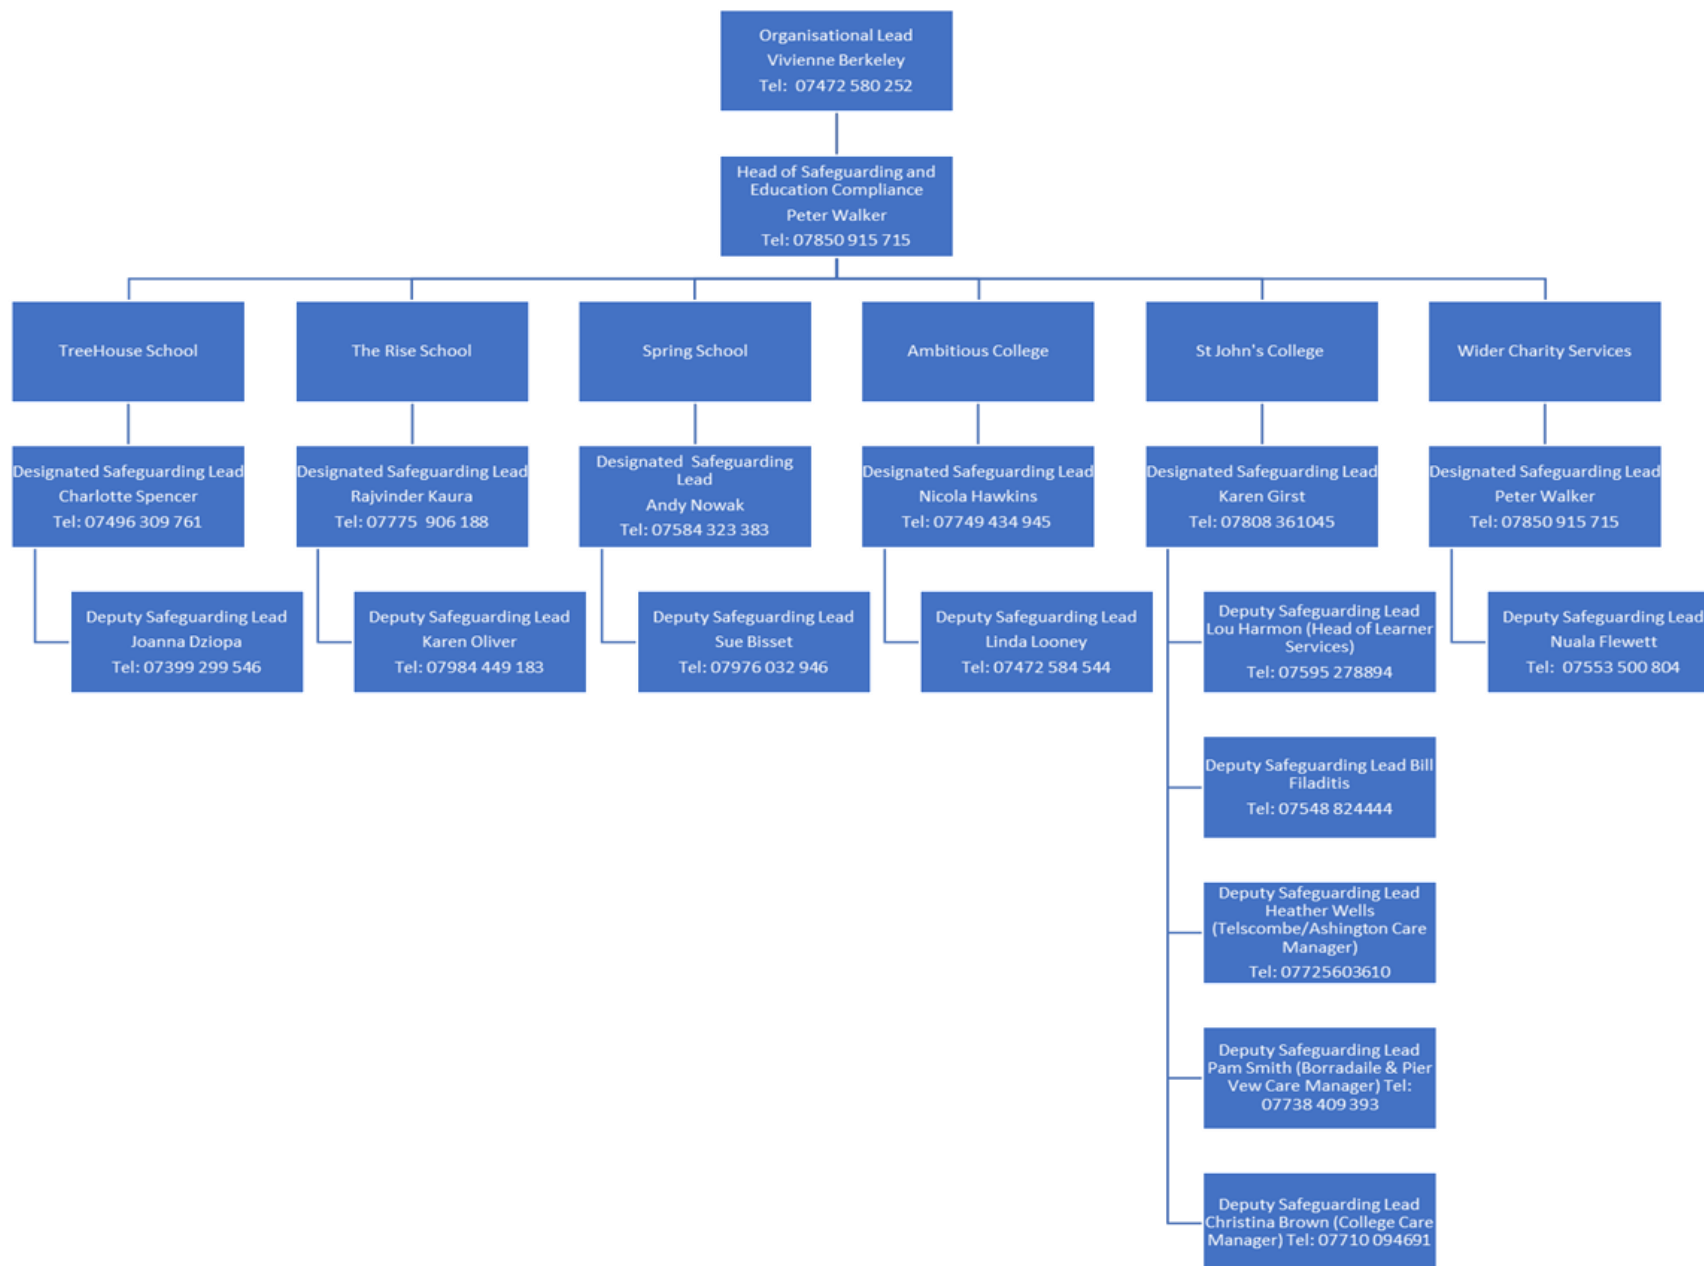 Organisational Lead
Vivienne Berkeley
Tel:  07472 580 252
Head of Safeguarding and
Education Compliance
Peter Walker
Tel: 07850 915 715
TreeHouse School
The Rise School
Spring School
Ambitious College
St John's College
Wider Charity Services
Designated Safeguarding Lead
Charlotte Spencer
Tel: 07496 309 761
Designated Safeguarding Lead
Rajvinder Kaura
Tel: 07775  906 188
Designated  Safeguarding
Lead
Andy Nowak
Tel: 07584 323 383
Designated Safeguarding Lead
Nicola Hawkins
Tel: 07749 434 945
Designated Safeguarding Lead
Karen Girst
Tel: 07808 361045
Designated Safeguarding Lead
Peter Walker
Tel: 07850 915 715
Deputy Safeguarding Lead
Joanna Dziopa
Tel: 07399 299 546
Deputy Safeguarding Lead
Karen Oliver
Tel: 07984 449 183
Deputy Safeguarding Lead
Sue Bisset
Tel: 07976 032 946
Deputy Safeguarding Lead
Linda Looney
Tel: 07472 584 544
Deputy Safeguarding Lead
Lou Harmon (Head of Learner
Services)
Tel: 07595 278894
Deputy Safeguarding Lead
Nuala Flewett
Tel:  07553 500 804
Deputy Safeguarding Lead Bill
Filaditis
Tel: 07548 824444
Deputy Safeguarding Lead
Heather Wells
(Telscombe/Ashington Care
Manager)
Tel: 07725603610
Deputy Safeguarding Lead
Pam Smith (Borradaile & Pier
Vew Care Manager) Tel:
07738 409 393
Deputy Safeguarding Lead
Christina Brown (College Care
Manager) Tel: 07710 094691